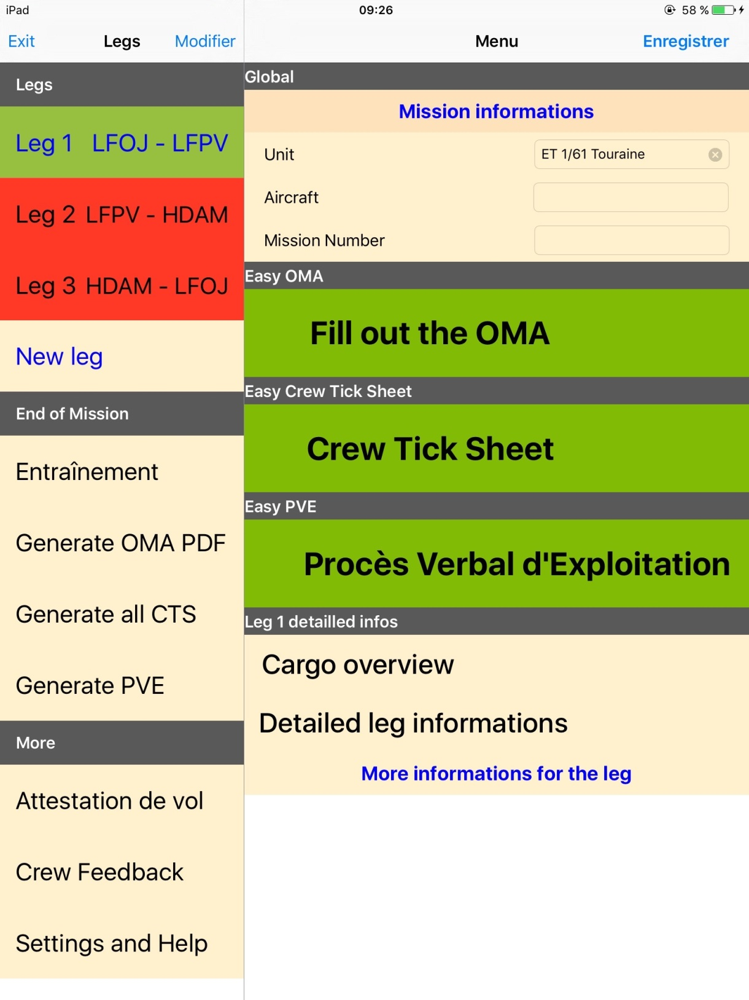 iPad
09:26
58 %
Exit
Legs
Modifier
Menu
Enregistrer
Legs
Leg 1 LFOJ - LFPV
Leg 2 LFPV - HDAM
Leg 3 HDAM - LFOJ
New leg
End of Mission
Entraînement
Generate OMA PDF
Generate all CTS
Generate PVE
More
Attestation de vol
Crew Feedback
Settings and Help
Global
Mission informations
Unit
ET 1/61 Touraine
Aircraft
Mission Number
Easy OMA
Fill out the OMA
Easy Crew Tick Sheet
Crew Tick Sheet
Easy PVE
Procès Verbal d'Exploitation
Leg 1 detailled infos
Cargo overview
Detailed leg informations
More informations for the leg